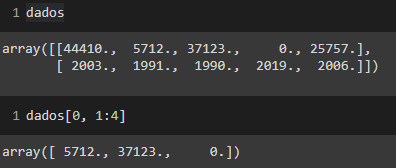 1 dados
array([[44410., 5712., 37123., 0., 25757.],
[ 2003., 1991., 1990., 2019., 2006.]])
1 dados[0, 1:4]
array([ 5712., 37123., 0.])